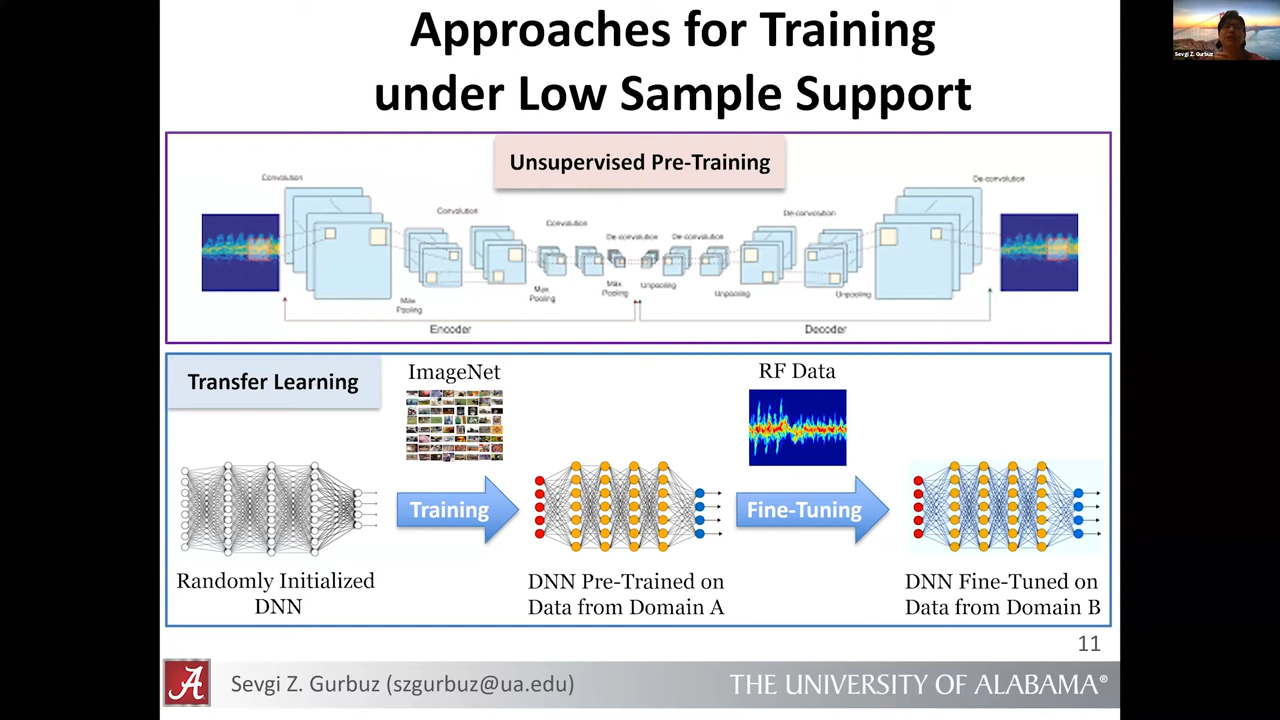 Approaches for Training
under Low Sample Support
Sevgi Z. Gurbuz
Unsupervised Pre-Training
Convolution
Convolution
Convolution
De-convolution
De-convolution
De-convolution
De-convolution
Max
Pooling
Max.
Pooling
Max.
Pooling
Unpooling
Unpooling
Unpooling
Encoder
Decoder
Transfer Learning
ImageNet
RF Data
Training
Fine-Tuning
Randomly Initialized
DNN
DNN Pre-Trained on
Data from Domain A
DNN Fine-Tuned on
Data from Domain B
11
A
Sevgi Z. Gurbuz (szgurbuz@ua.edu)
THE UNIVERSITY OF ALABAMA®